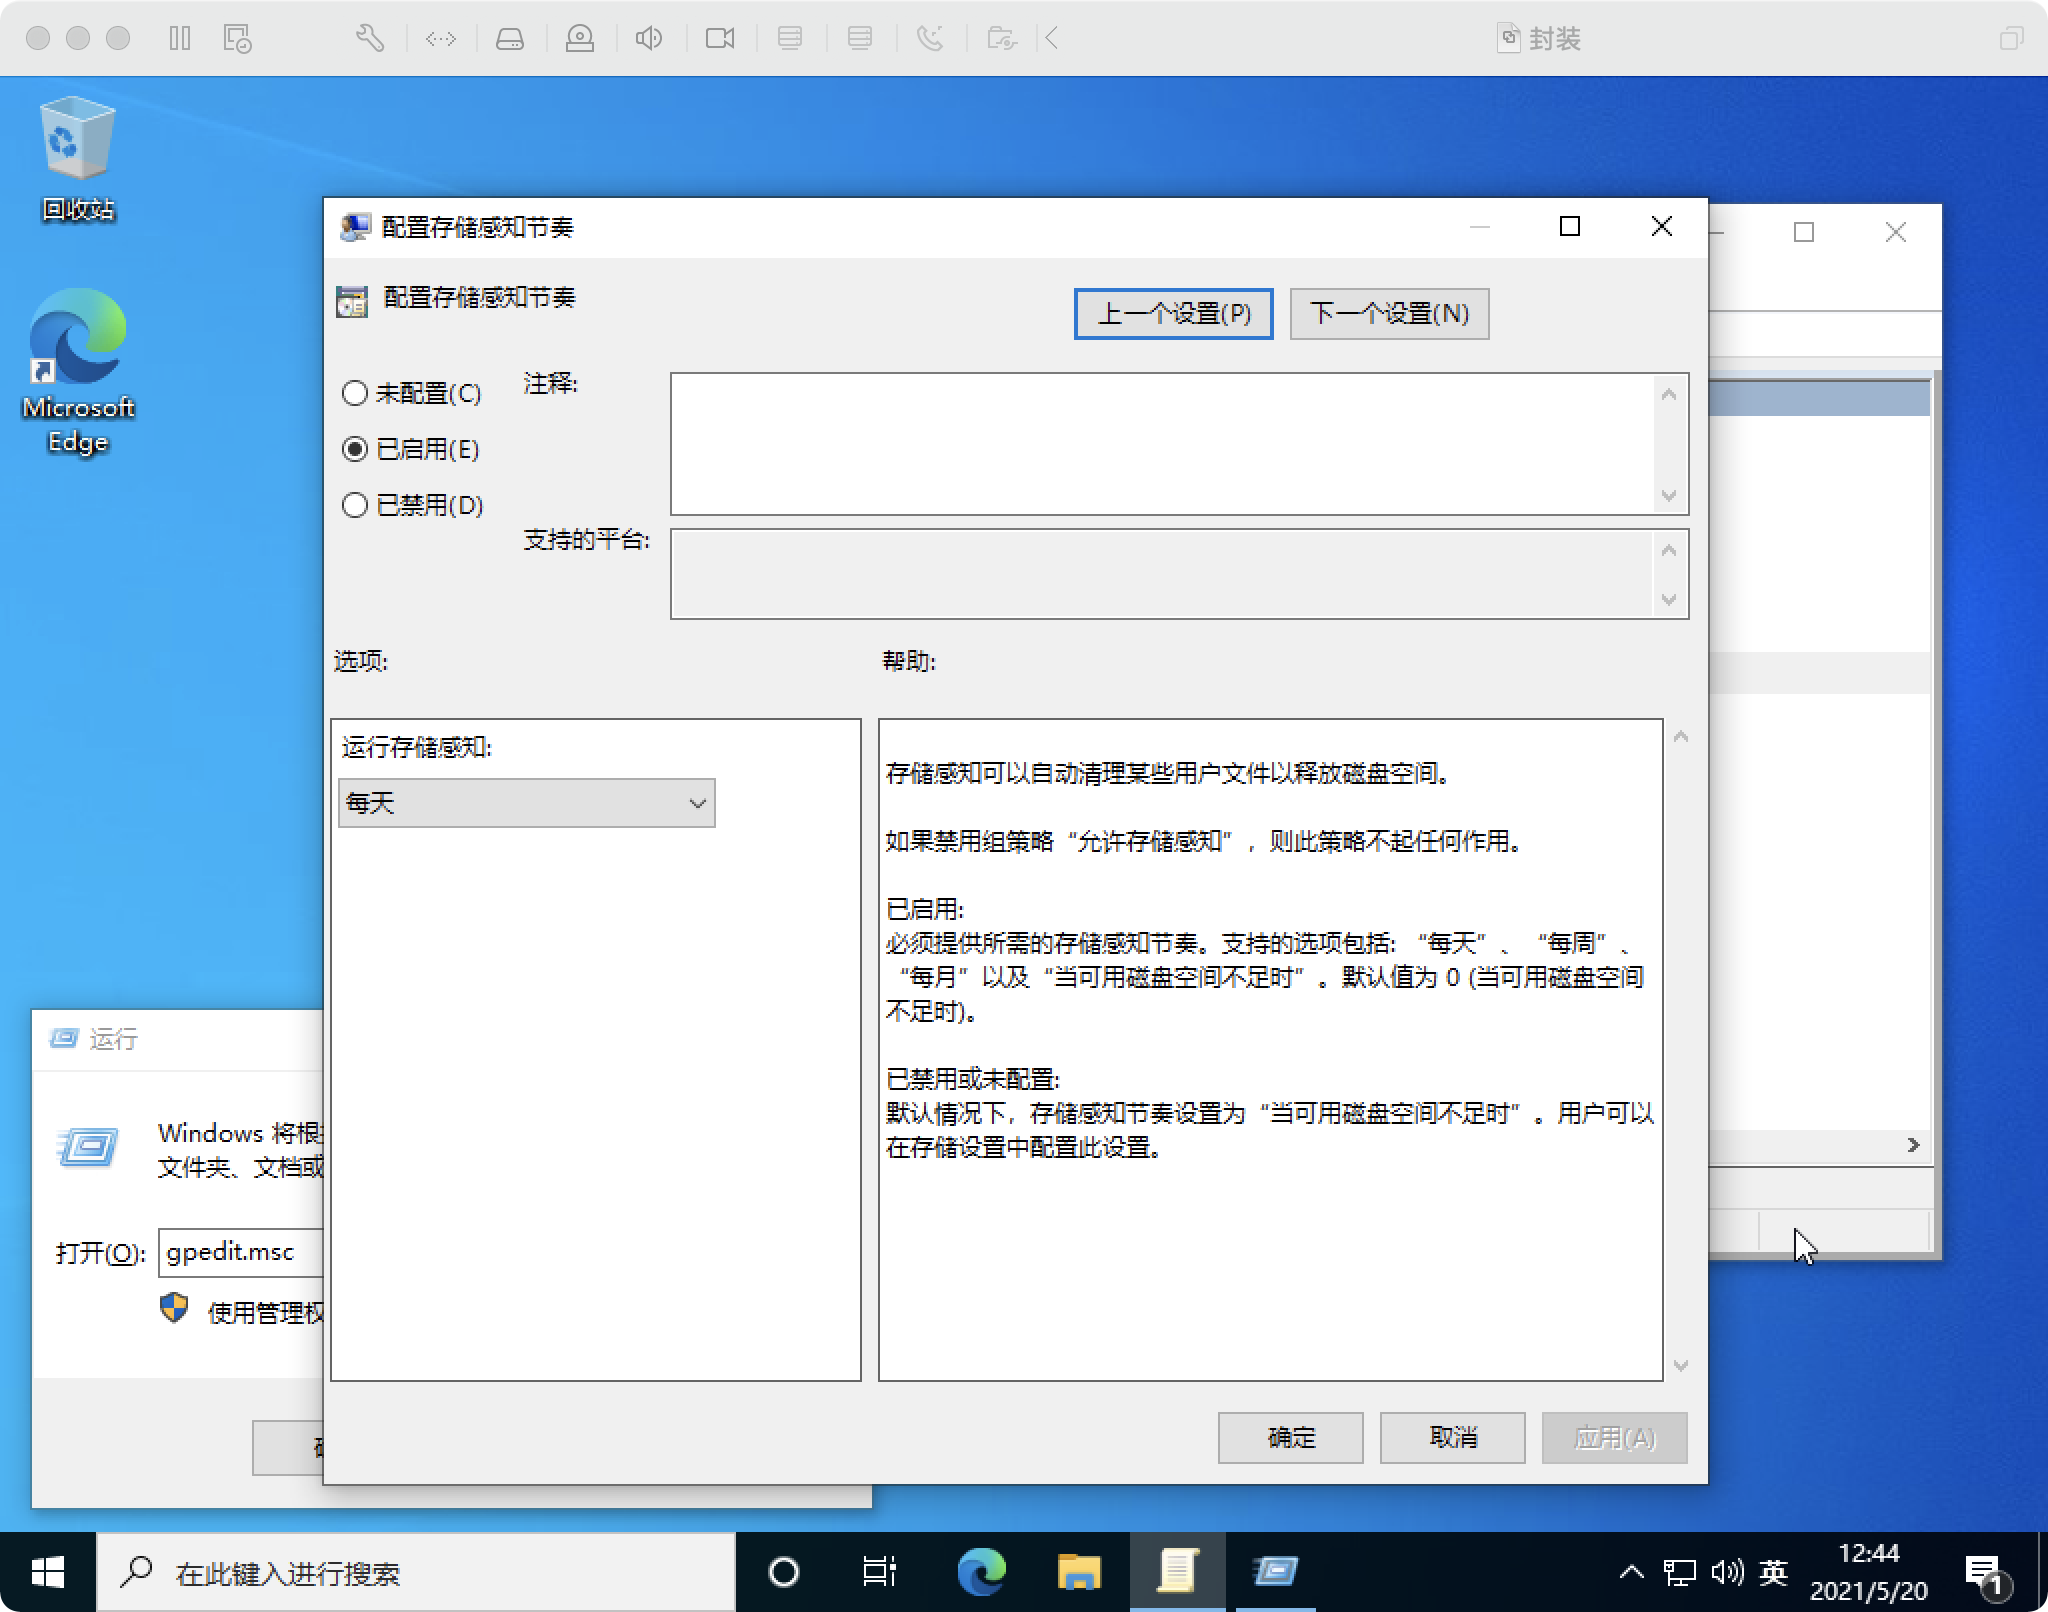 封装
回收站
Microsoft
Edge
配置存储感知节奏
配置存储感知节奏
上一个设置(P)
下一个设置(N)
未配置(C)
已启用(E)
已禁用(D)
注释:
支持的平台:
选项:
帮助:
运行存储感知:
每天
存储感知可以自动清理某些用户文件以释放磁盘空间。
如果禁用组策略“允许存储感知”，则此策略不起任何作用。
已启用:
必须提供所需的存储感知节奏。支持的选项包括: “每天”、“每周”、
“每月”以及“当可用磁盘空间不足时”。默认值为 0 (当可用磁盘空间
不足时)。
已禁用或未配置:
默认情况下，存储感知节奏设置为“当可用磁盘空间不足时”。用户可以
在存储设置中配置此设置。
确定
取消
应用(A)
运行
Windows 将根
文件夹、文档或
打开(O):
gpedit.msc
使用管理权
在此键入进行搜索
英
12:44
2021/5/20
1